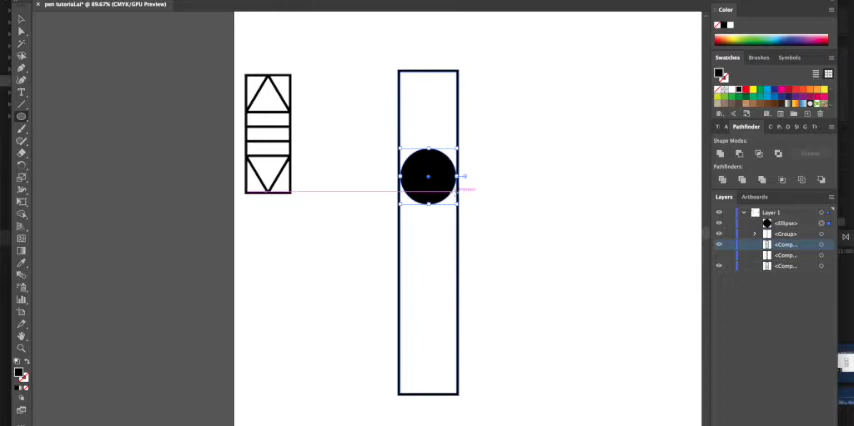 pen tutorial.ai* @ 89.67% (CMYK/GPU Preview)
Color
Swatches Brushes Symbols
Pathfinder
Shape Modes:
Pathfinders:
Layers Artboards
Layer 1
<Ellipse>
<Group>
<Comp...
<Comp...
<Comp...